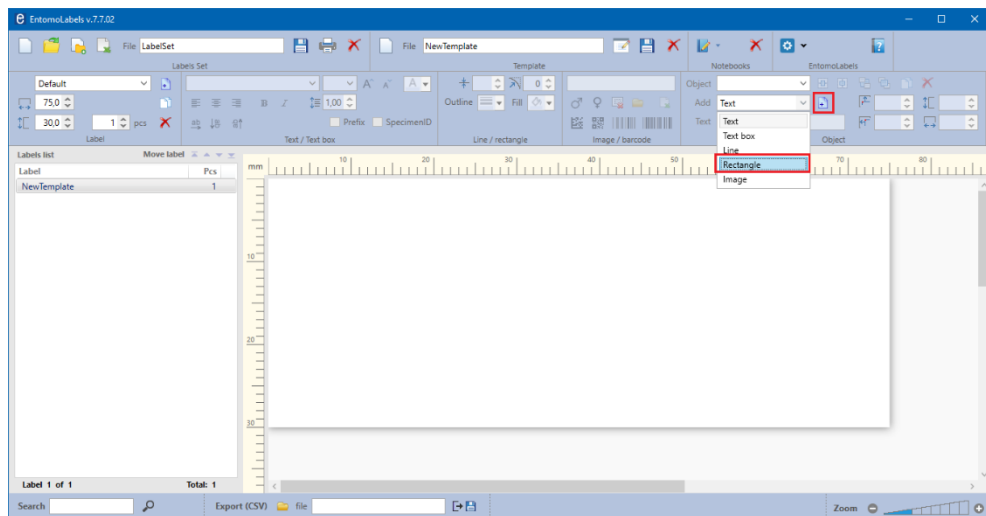 EntomoLabels v.7.7.02
File LabelSet File NewTemplate
Labels Set Template Notebooks EntomoLabels
Default Object
75,0 1,00 Outline Fill 0 Add Text
30,0 1 pcs Prefix SpecimenID Text
Label Text / Text box Line / rectangle Image / barcode Object
Text
Text box
Line
Rectangle
Image
Labels list Move label
Label Pcs
NewTemplate 1
mm 10 20 30 40 50 70 80
10
20
30
Label 1 of 1 Total: 1
Search Export (CSV) file Zoom